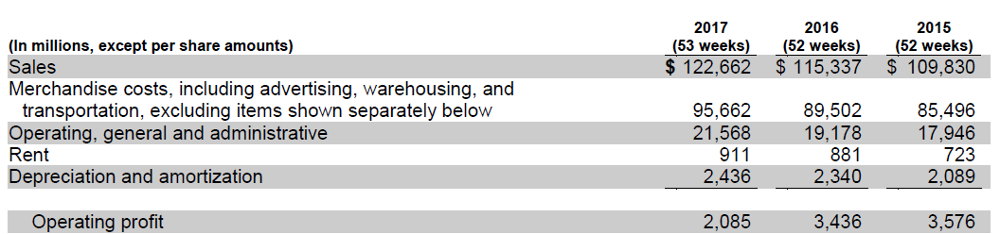 2017 2016 2015
(In millions, except per share amounts) (53 weeks) (52 weeks) (52 weeks)
Sales $ 122,662 $ 115,337 $ 109,830
Merchandise costs, including advertising, warehousing, and
transportation, excluding items shown separately below 95,662 89,502 85,496
Operating, general and administrative 21,568 19,178 17,946
Rent 911 881 723
Depreciation and amortization 2,436 2,340 2,089
Operating profit 2,085 3,436 3,576